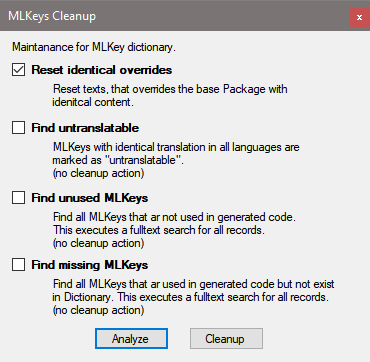 MLKeys Cleanup
x
Maintanance for MLKey dictionary.
Reset identical overrides
Reset texts, that overrides the base Package with
idenitcal content.
Find untranslatable
MLKeys with identical translation in all languages are
marked as "untranslatable".
(no cleanup action)
Find unused MLKeys
Find all MLKeys that ar not used in generated code.
This executes a fulltext search for all records.
(no cleanup action)
Find missing MLKeys
Find all MLKeys that ar used in generated code but not exist
in Dictionary. This executes a fulltext search for all records.
(no cleanup action)
Analyze
Cleanup